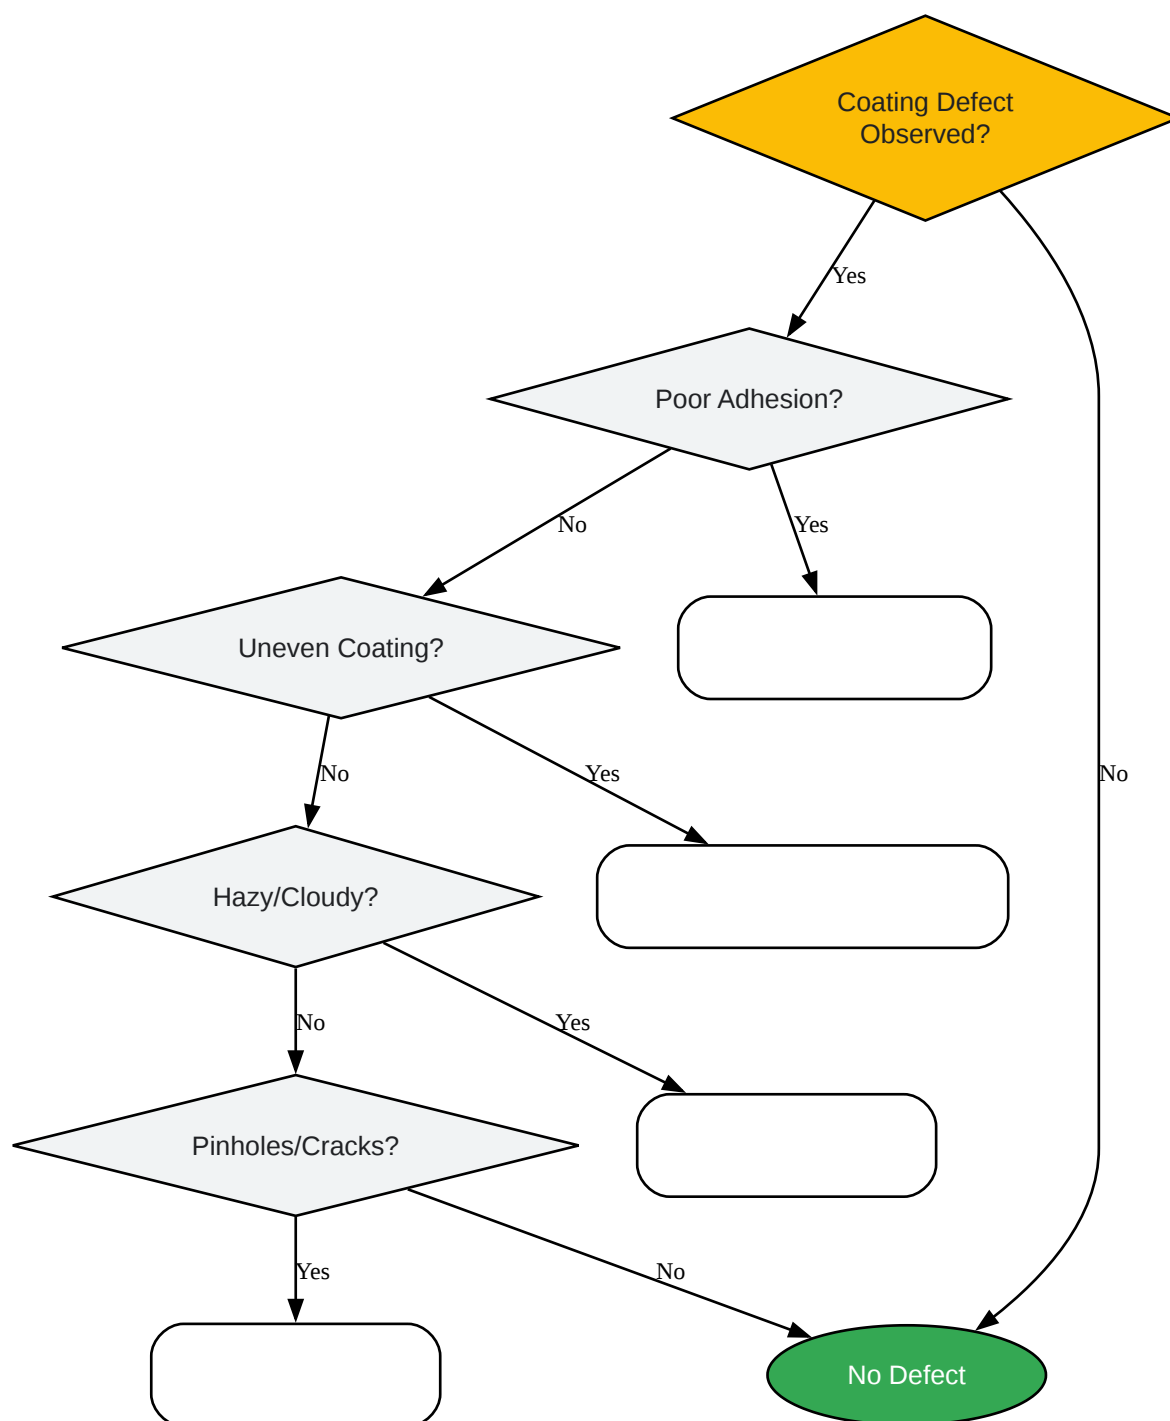 Coating Defect
Observed?
Yes
Poor Adhesion?
No
Yes
Uneven Coating?
No
Yes
No
Hazy/Cloudy?
No
Yes
Pinholes/Cracks?
Yes
No
No Defect